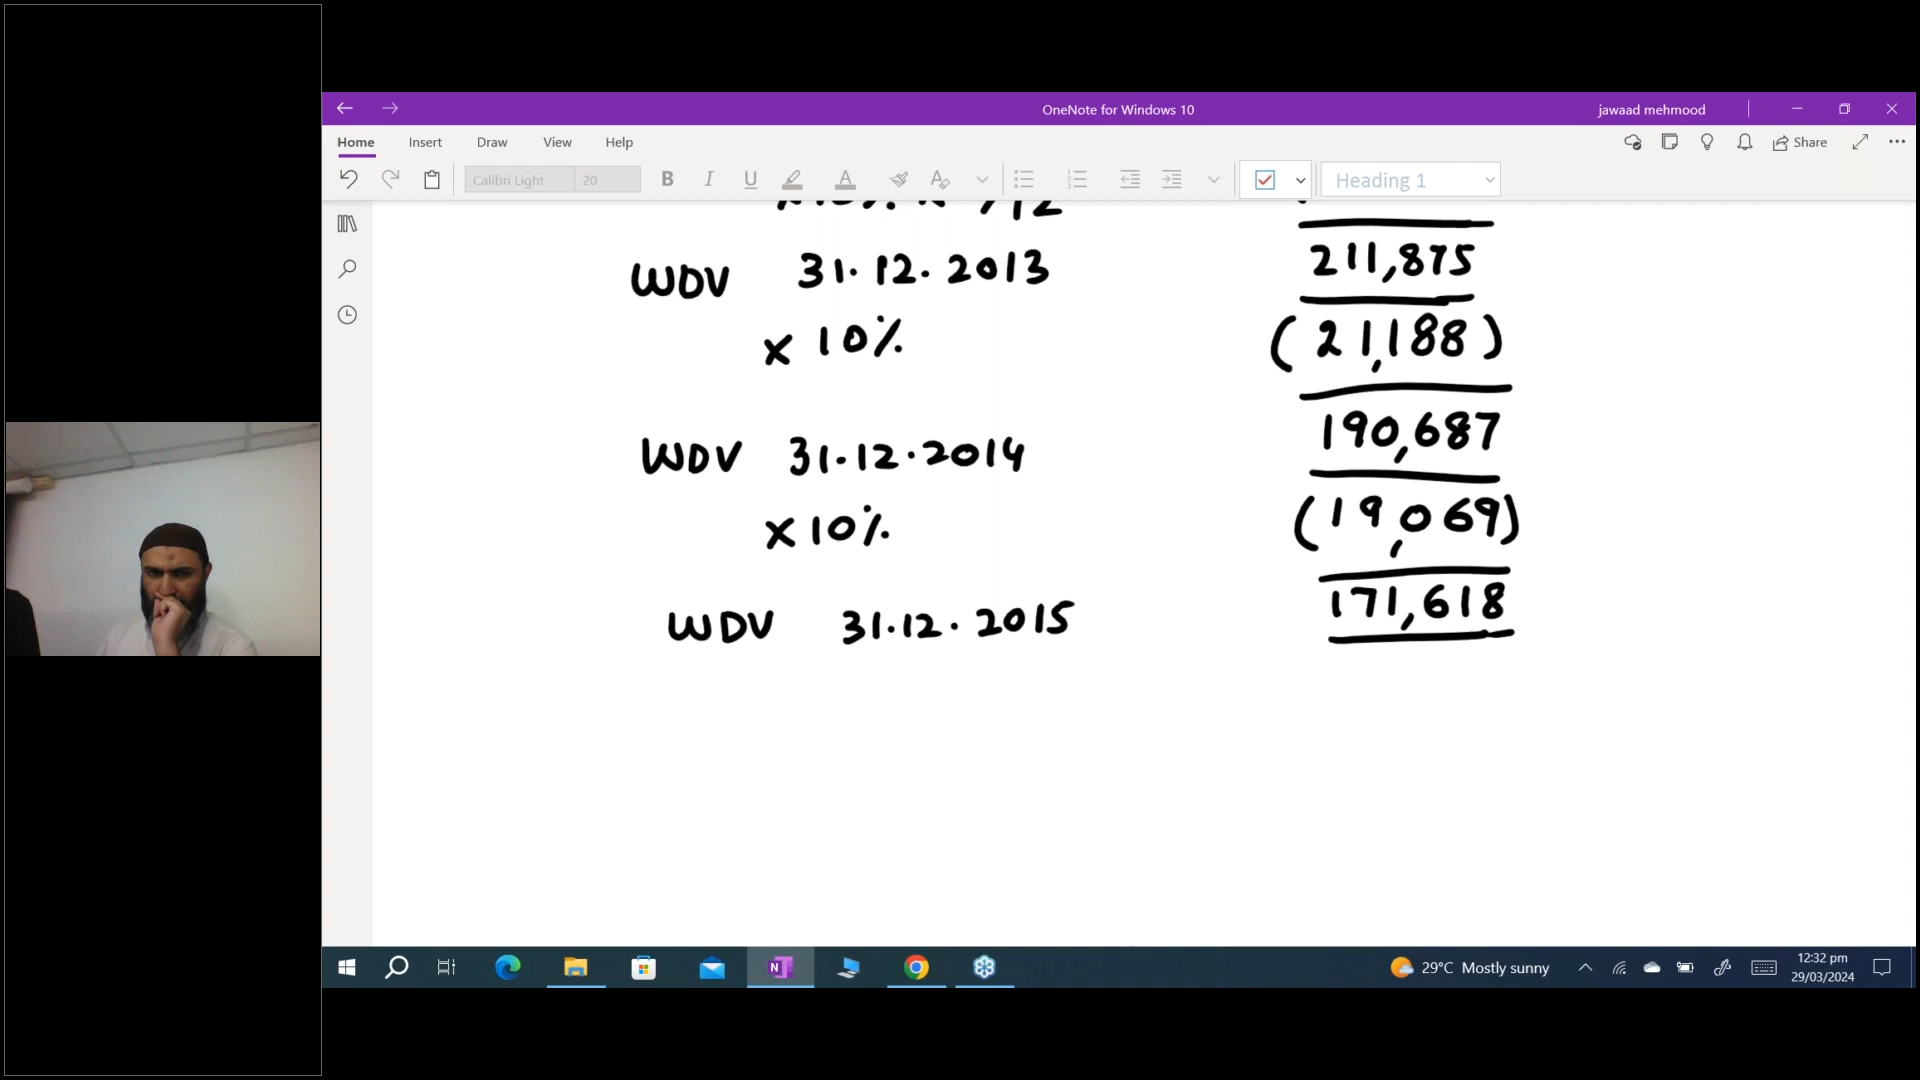 OneNote for Windows 10
jawaad mehmood
Home Insert Draw View Help
Share
Calibri Light 20
B I U A
Heading 1
WDV 31.12.2013 211,875
x 10% (21,188)
190,687
WDV 31.12.2014
x 10% (19,069)
WDV 31.12.2015 171,618
29°C Mostly sunny
12:32 pm
29/03/2024